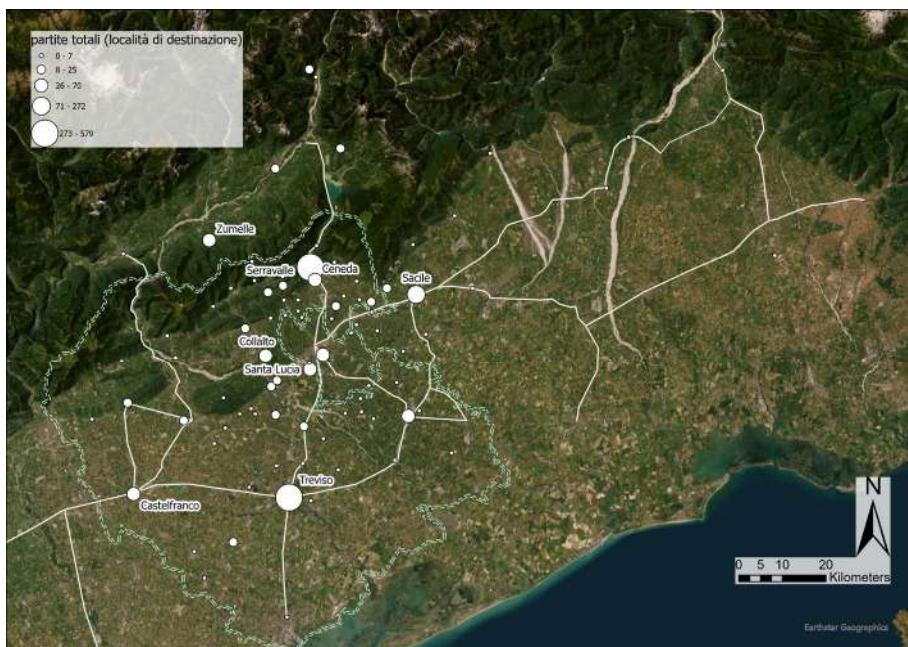 partite totali (località di destinazione)
0 - 7
8 - 25
26 - 70
71 - 272
273 - 579
Zumelle
Serravalle
Ceneda
Sacile
Collalto
Santa Lucia
Treviso
Castelfranco
N
0 5 10 20
Kilometers
Earthstar Geographics